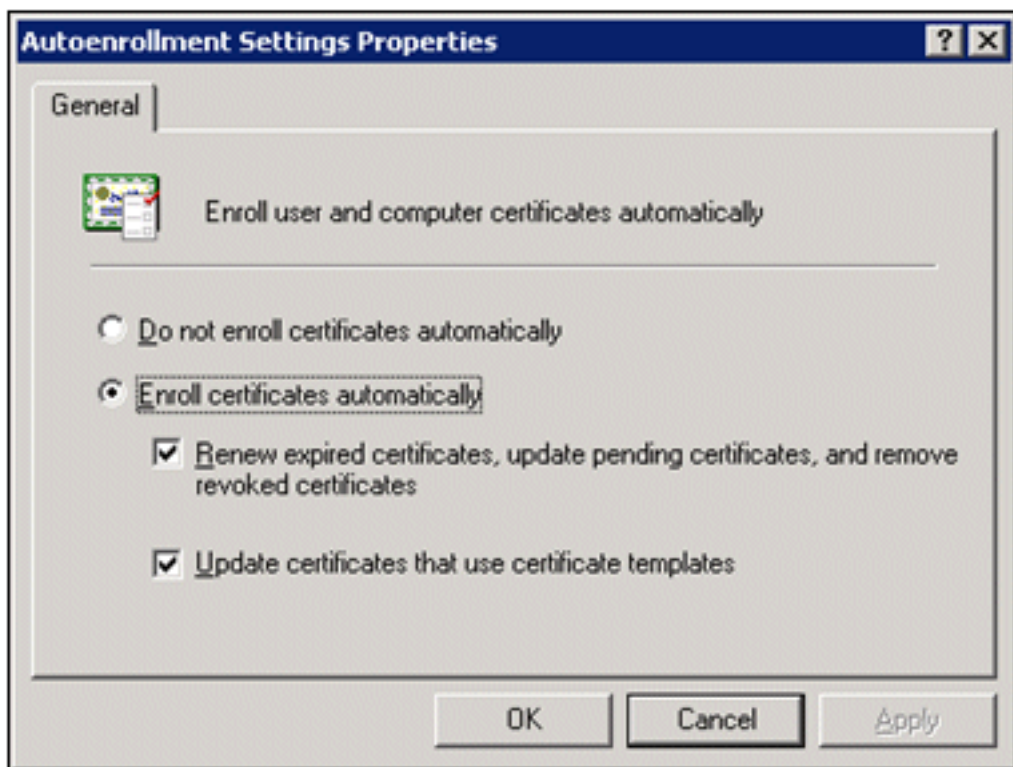 Autoenrollment Settings Properties
General
Enroll user and computer certificates automatically
Do not enroll certificates automatically
Enroll certificates automatically
Renew expired certificates, update pending certificates, and remove
revoked certificates
Update certificates that use certificate templates
OK Cancel Apply